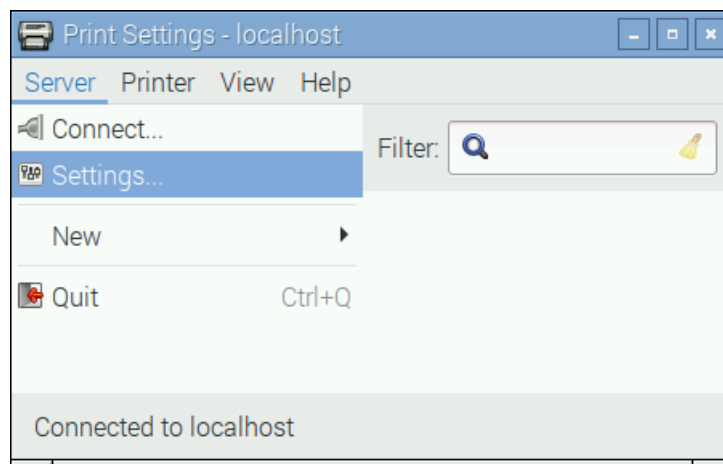 Print Settings - localhost
Server Printer View Help
Connect...
Filter:
Settings...
New
Quit Ctrl+Q
Connected to localhost